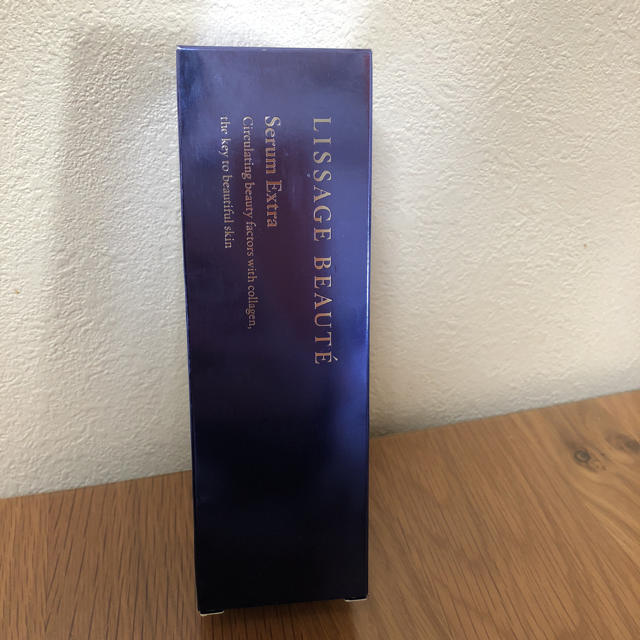 LISSAGE BEAUTÉ
Serum Extra
Circulating beauty factors with collagen,
the key to beautiful skin